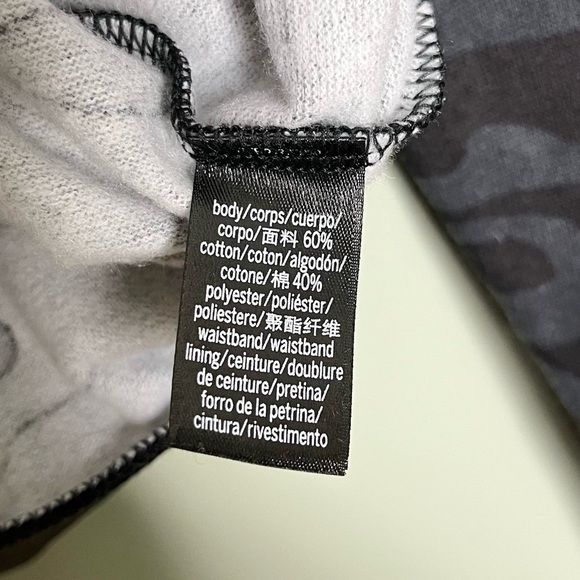 body/corps/cuerpo/
corpo/面料 60%
cotton/coton/algodón/
cotone/棉 40%
polyester/poliéster/
poliestere/聚酯纤维
waistband/waistband
lining/ceinture/doublure
de ceinture/pretina/
forro de la petrina/
cintura/rivestimento